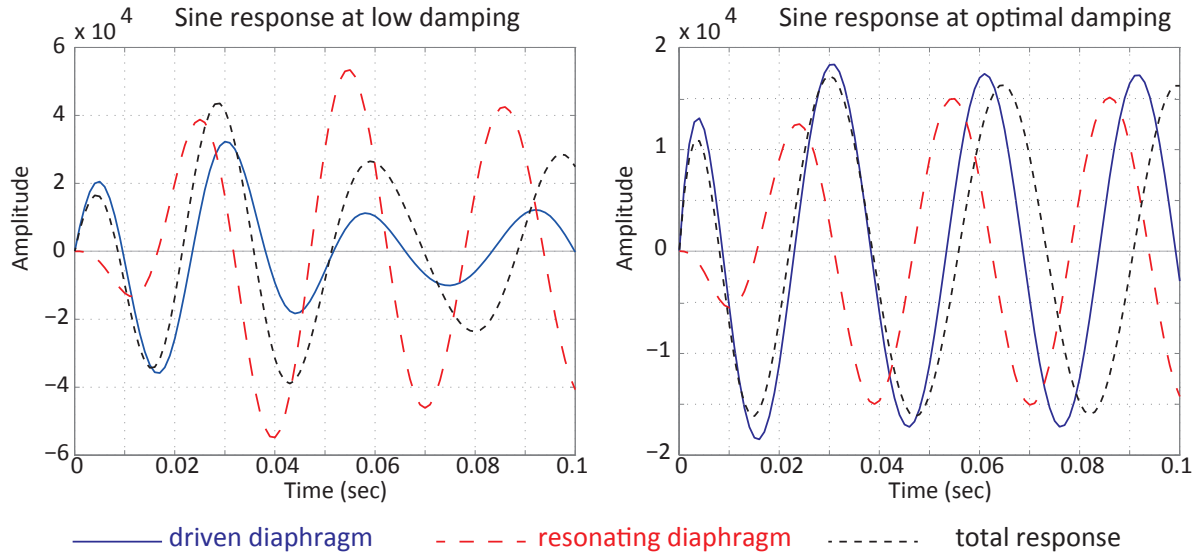 Sine response at low damping
x 10 4
6
4
2
0
−2
−4
−6
Amplitude
0 0.02 0.04 0.06 0.08 0.1
Time (sec)
Sine response at optimal damping
x 10 4
2
1
0
−1
−2
Amplitude
0 0.02 0.04 0.06 0.08 0.1
Time (sec)
driven diaphragm resonating diaphragm total response